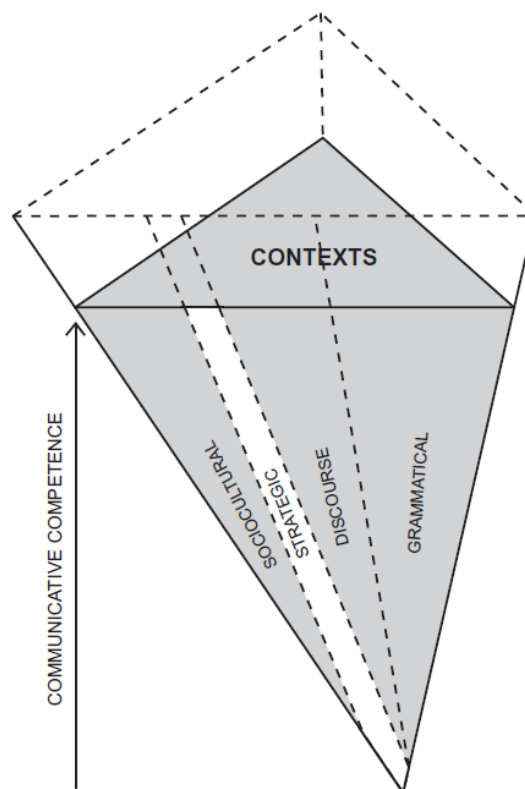 CONTEXTS
COMMUNICATIVE COMPETENCE
SOCIOCULTURAL
STRATEGIC
DISCOURSE
GRAMMATICAL